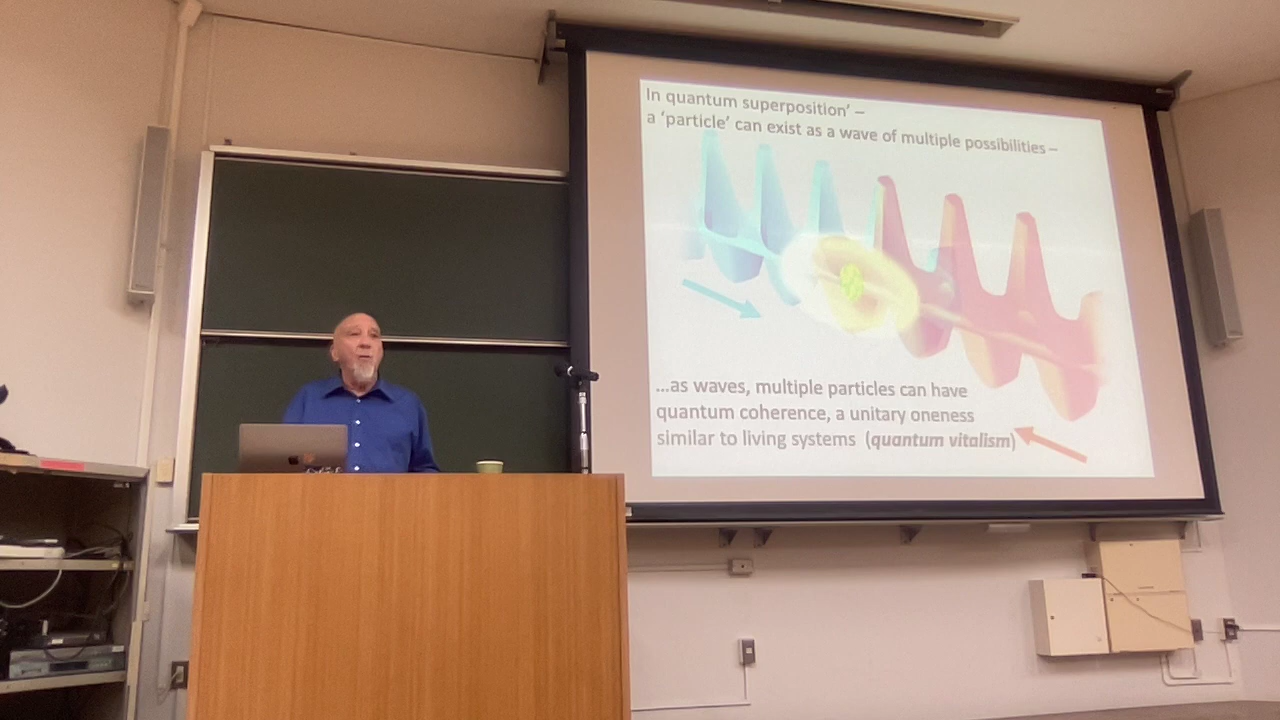 In quantum superposition’ –
a ‘particle’ can exist as a wave of multiple possibilities –
...as waves, multiple particles can have
quantum coherence, a unitary oneness
similar to living systems (quantum vitalism)